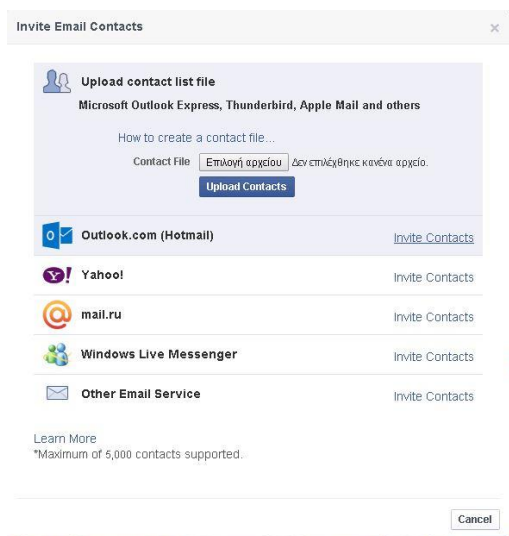 Invite Email Contacts
Upload contact list file
Microsoft Outlook Express, Thunderbird, Apple Mail and others
How to create a contact file...
Contact File Επιλογή αρχείου Δεν επιλέχθηκε κανένα αρχείο.
Upload Contacts
Outlook.com (Hotmail) Invite Contacts
Yahoo! Invite Contacts
mail.ru Invite Contacts
Windows Live Messenger Invite Contacts
Other Email Service Invite Contacts
Learn More
*Maximum of 5,000 contacts supported.
Cancel